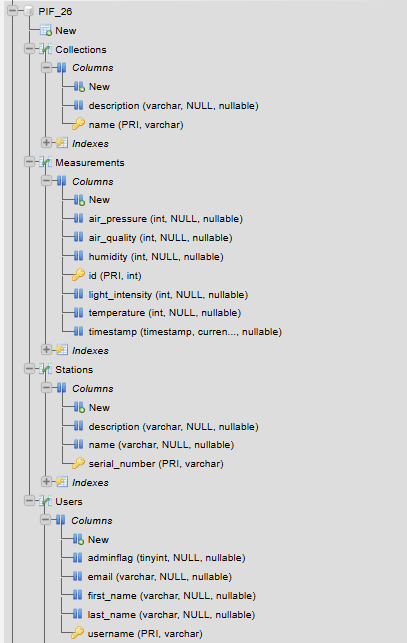 PIF_26
New
Collections
Columns
New
description (varchar, NULL, nullable)
name (PRI, varchar)
Indexes
Measurements
Columns
New
air_pressure (int, NULL, nullable)
air_quality (int, NULL, nullable)
humidity (int, NULL, nullable)
id (PRI, int)
light_intensity (int, NULL, nullable)
temperature (int, NULL, nullable)
timestamp (timestamp, curren..., nullable)
Indexes
Stations
Columns
New
description (varchar, NULL, nullable)
name (varchar, NULL, nullable)
serial_number (PRI, varchar)
Indexes
Users
Columns
New
adminflag (tinyint, NULL, nullable)
email (varchar, NULL, nullable)
first_name (varchar, NULL, nullable)
last_name (varchar, NULL, nullable)
username (PRI, varchar)